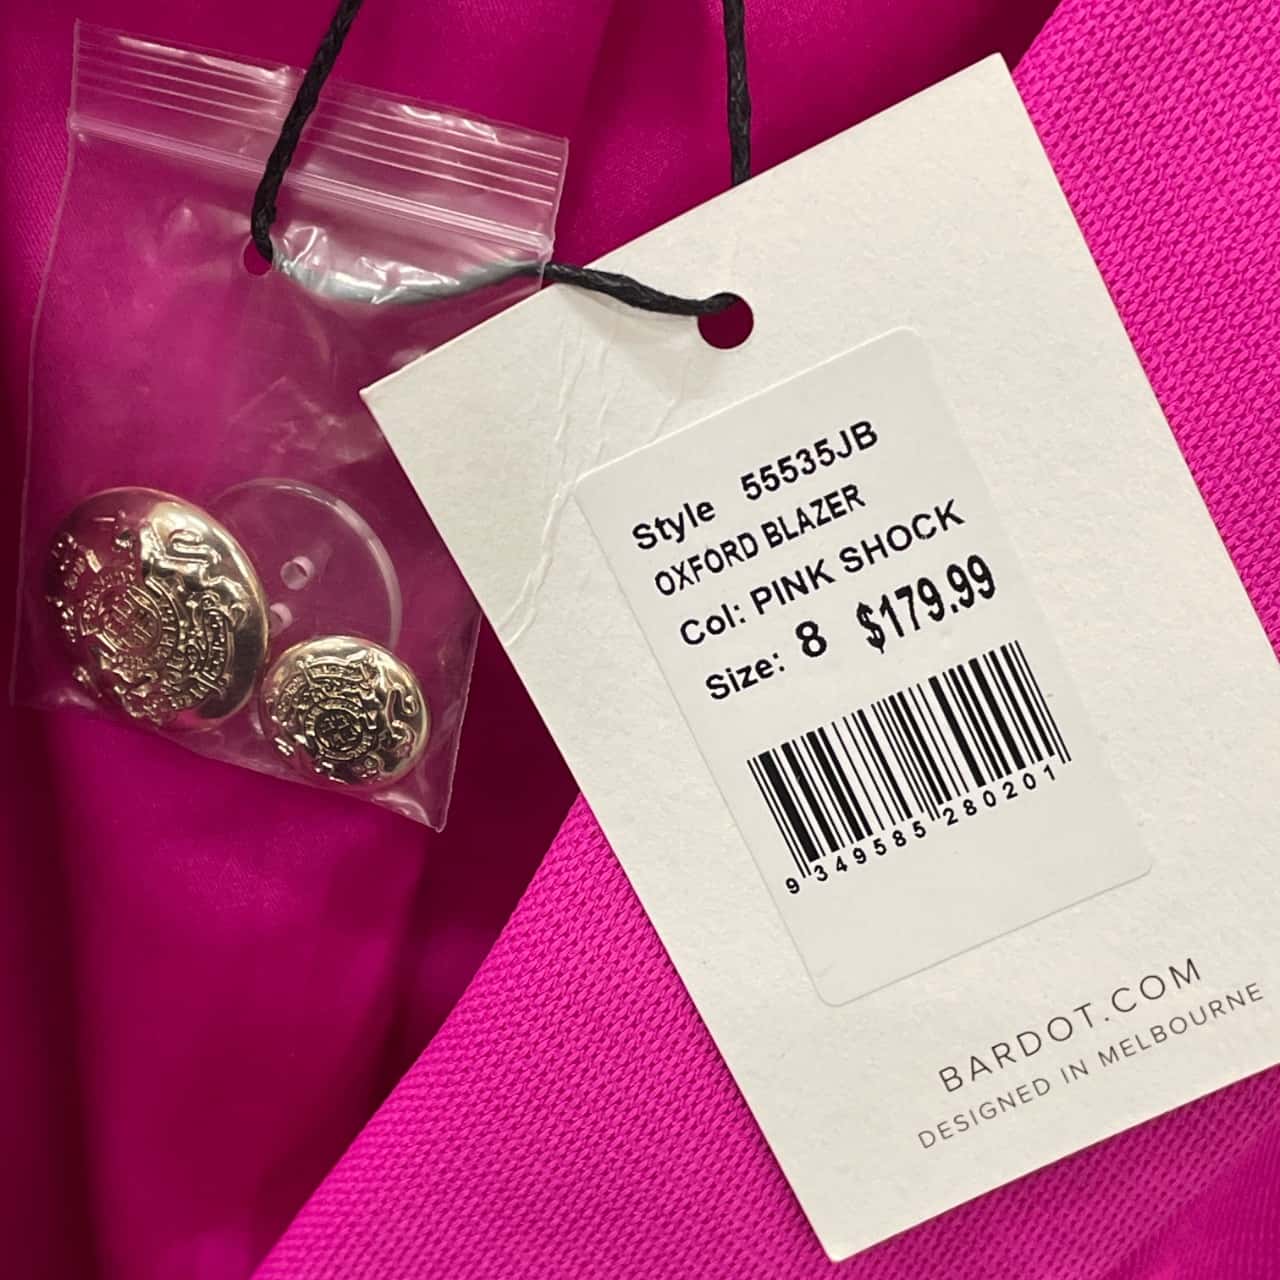 Style 55535JB
OXFORD BLAZER
Col: PINK SHOCK
Size: 8 $179.99
9 349585 280201
BARDOT.COM
DESIGNED IN MELBOURNE